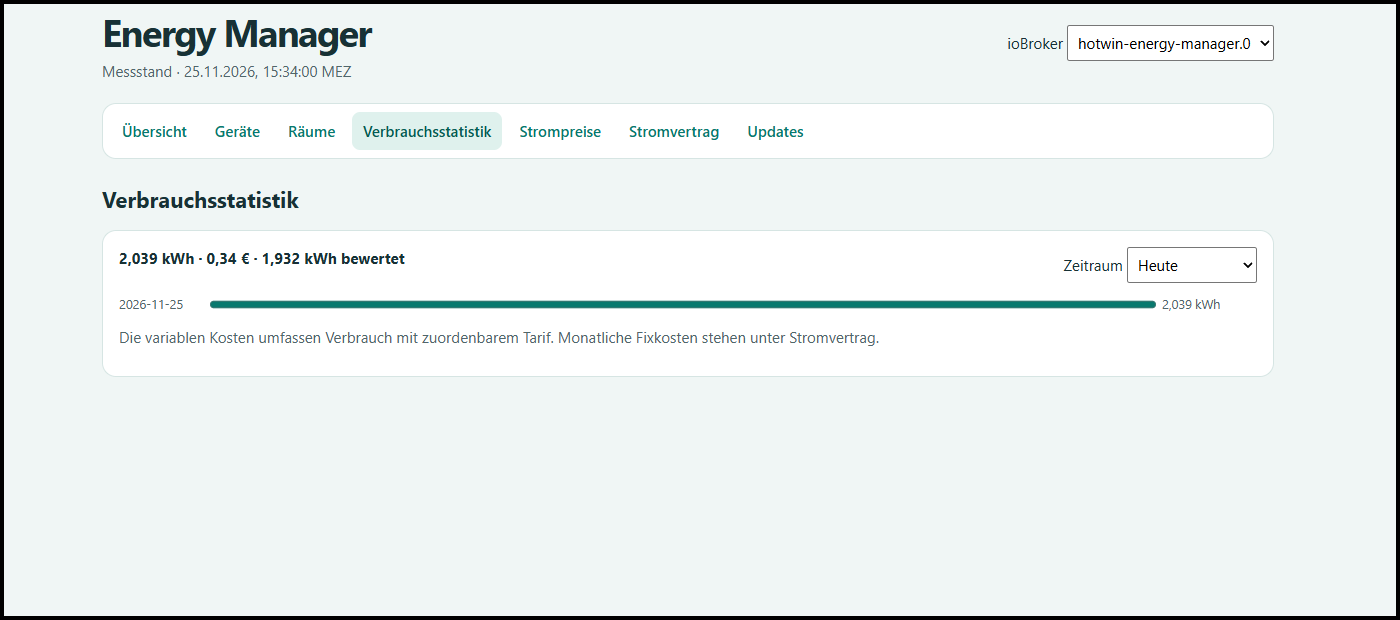 Energy Manager
Messstand · 25.11.2026, 15:34:00 MEZ
ioBroker hotwin-energy-manager.0
Übersicht Geräte Räume Verbrauchsstatistik Strompreise Stromvertrag Updates
Verbrauchsstatistik
2,039 kWh · 0,34 € · 1,932 kWh bewertet
Zeitraum Heute
2026-11-25 2,039 kWh
Die variablen Kosten umfassen Verbrauch mit zuordenbarem Tarif. Monatliche Fixkosten stehen unter Stromvertrag.